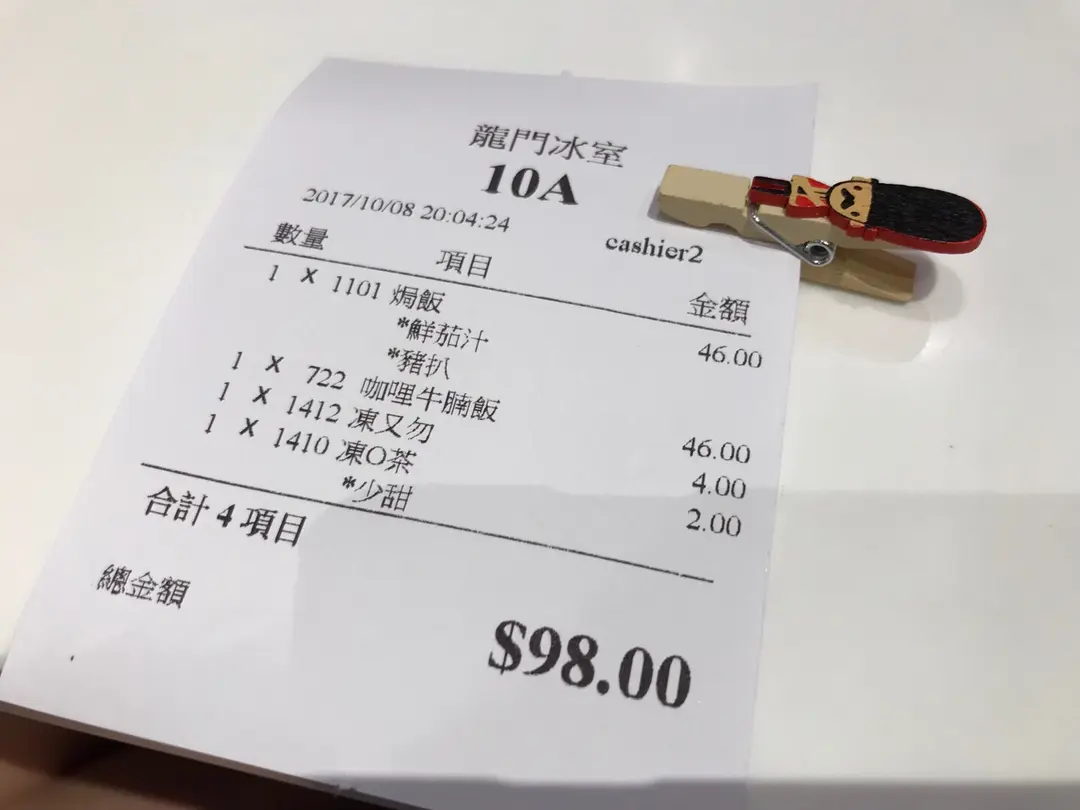 龍門冰室
10A
2017/10/08 20:04:24 cashier2
數量 項目 金額
1 X 1101 焗飯 46.00
*鮮茄汁
*豬扒
1 X 722 咖哩牛腩飯 46.00
1 X 1412 凍又勿 4.00
1 X 1410 凍O茶 2.00
*少甜
合計 4 項目
總金額 $98.00